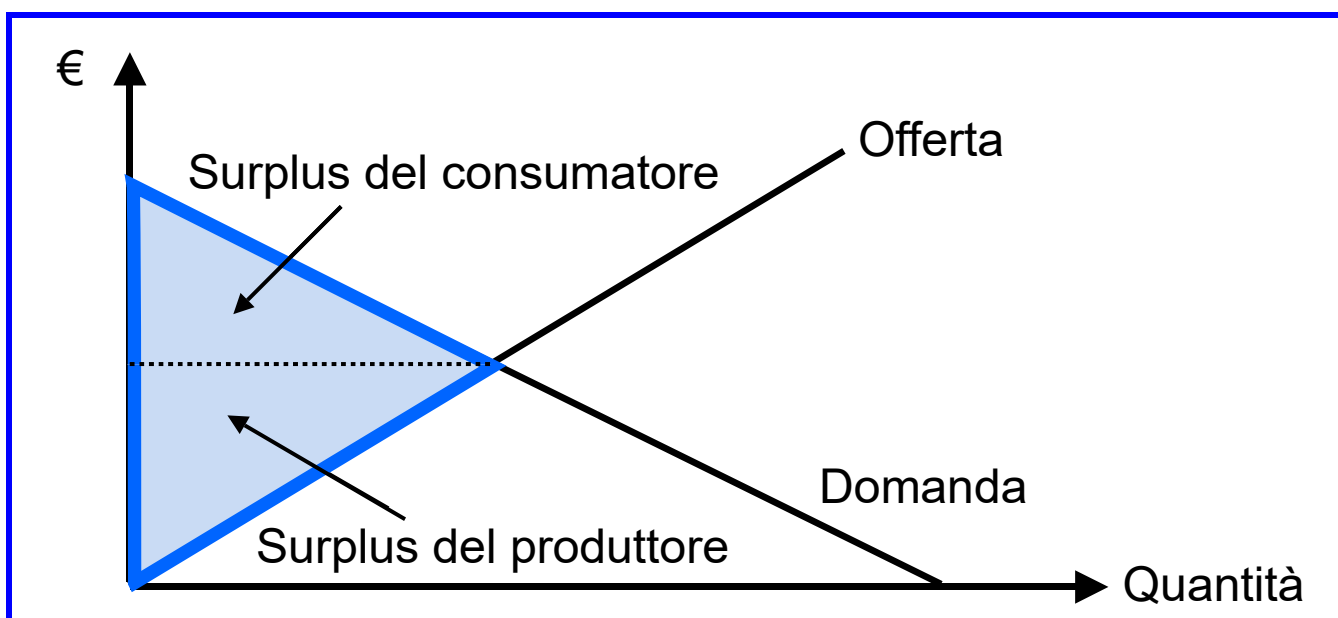 €
Offerta
Surplus del consumatore
Domanda
Surplus del produttore
Quantità